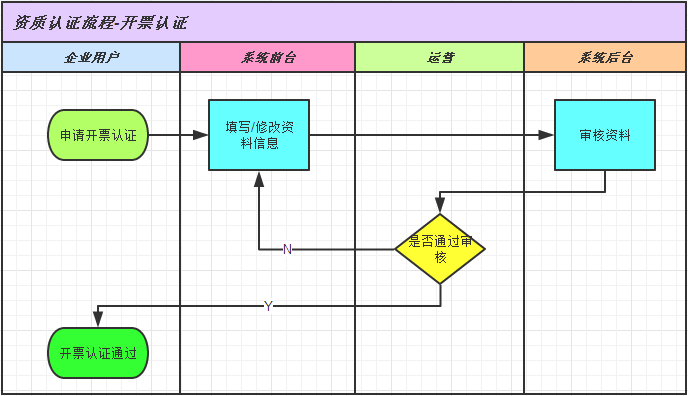 资质认证流程-开票认证
企业用户
系统前台
运营
系统后台
申请开票认证
填写/修改资
料信息
审核资料
是否通过审
核
N
Y
开票认证通过